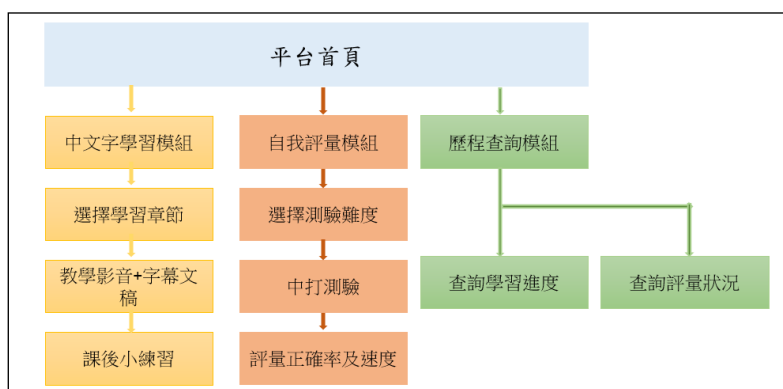 平台首頁
中文字學習模組
選擇學習章節
教學影音+字幕文
稿
課後小練習
自我評量模組
選擇測驗難度
中打測驗
評量正確率及速度
歷程查詢模組
查詢學習進度
查詢評量狀況